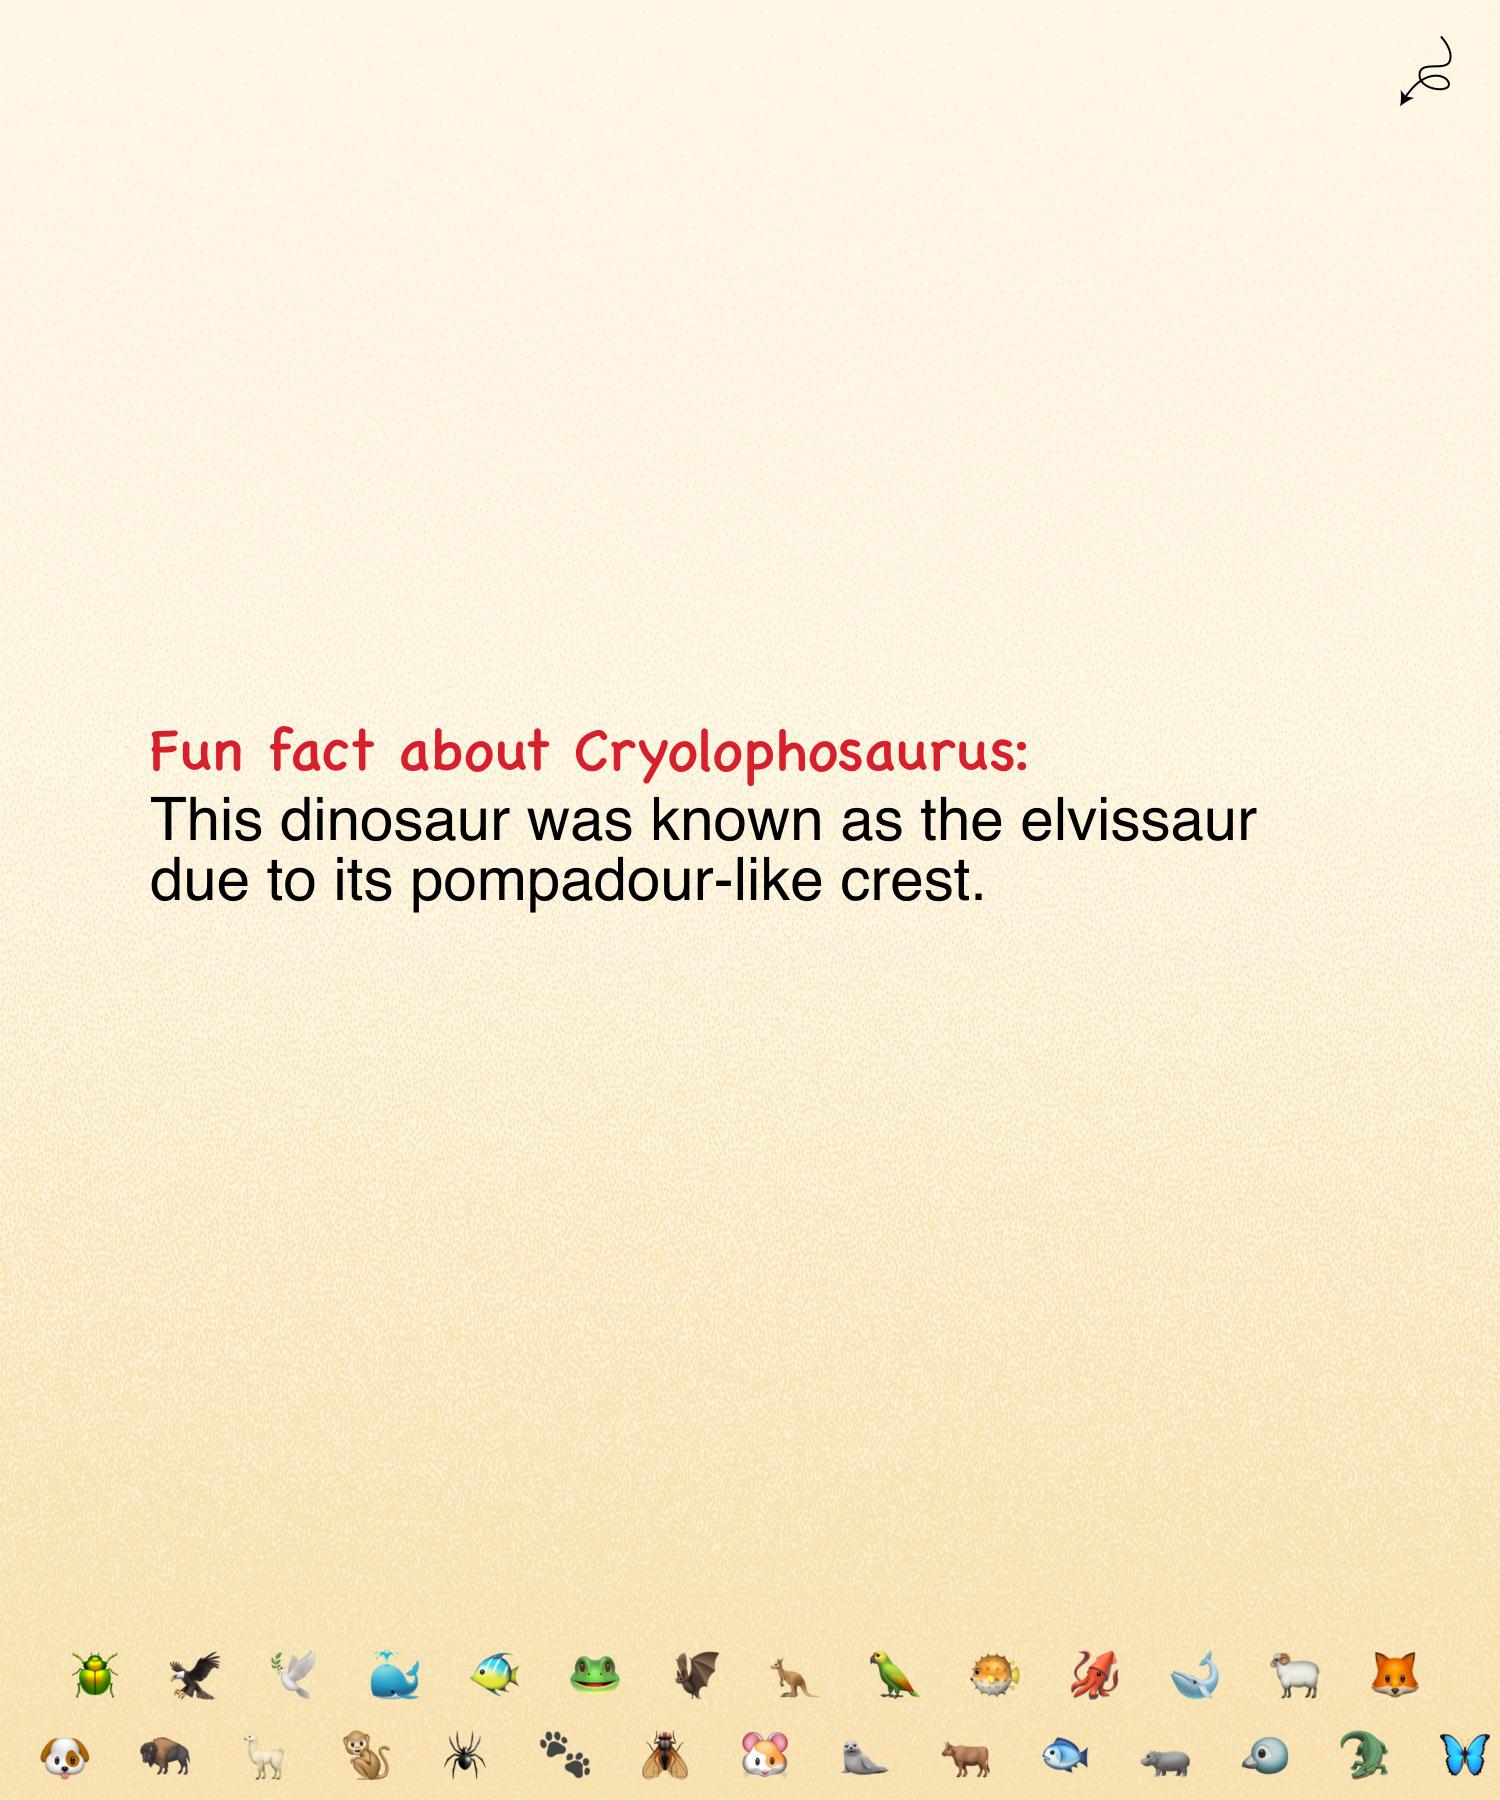 Fun fact about Cryolophosaurus:
This dinosaur was known as the elvissaur
due to its pompadour-like crest.